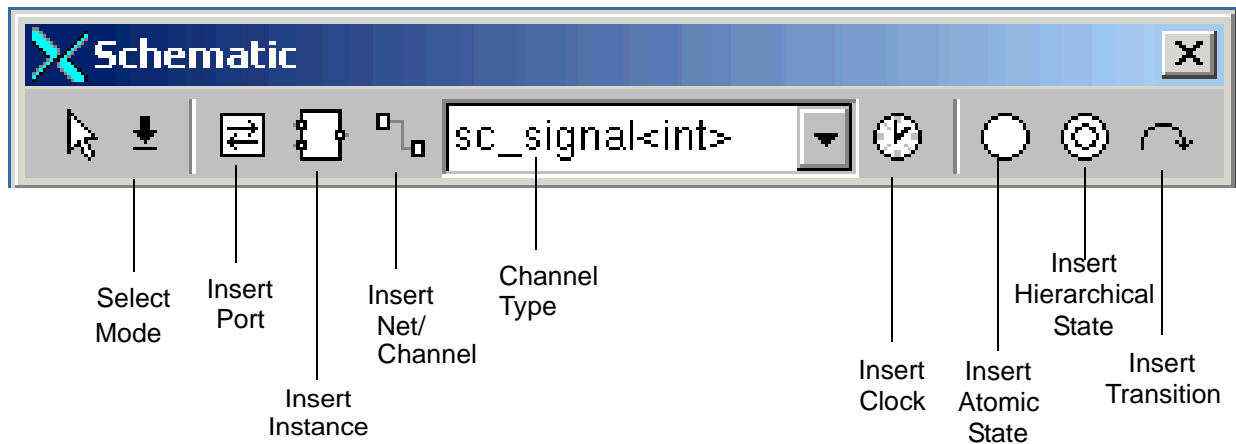 Schematic
sc_signal<int>
Select
Mode
Insert
Port
Insert
Instance
Insert
Net/
Channel
Channel
Type
Insert
Clock
Insert
Atomic
State
Insert
Hierarchical
State
Insert
Transition